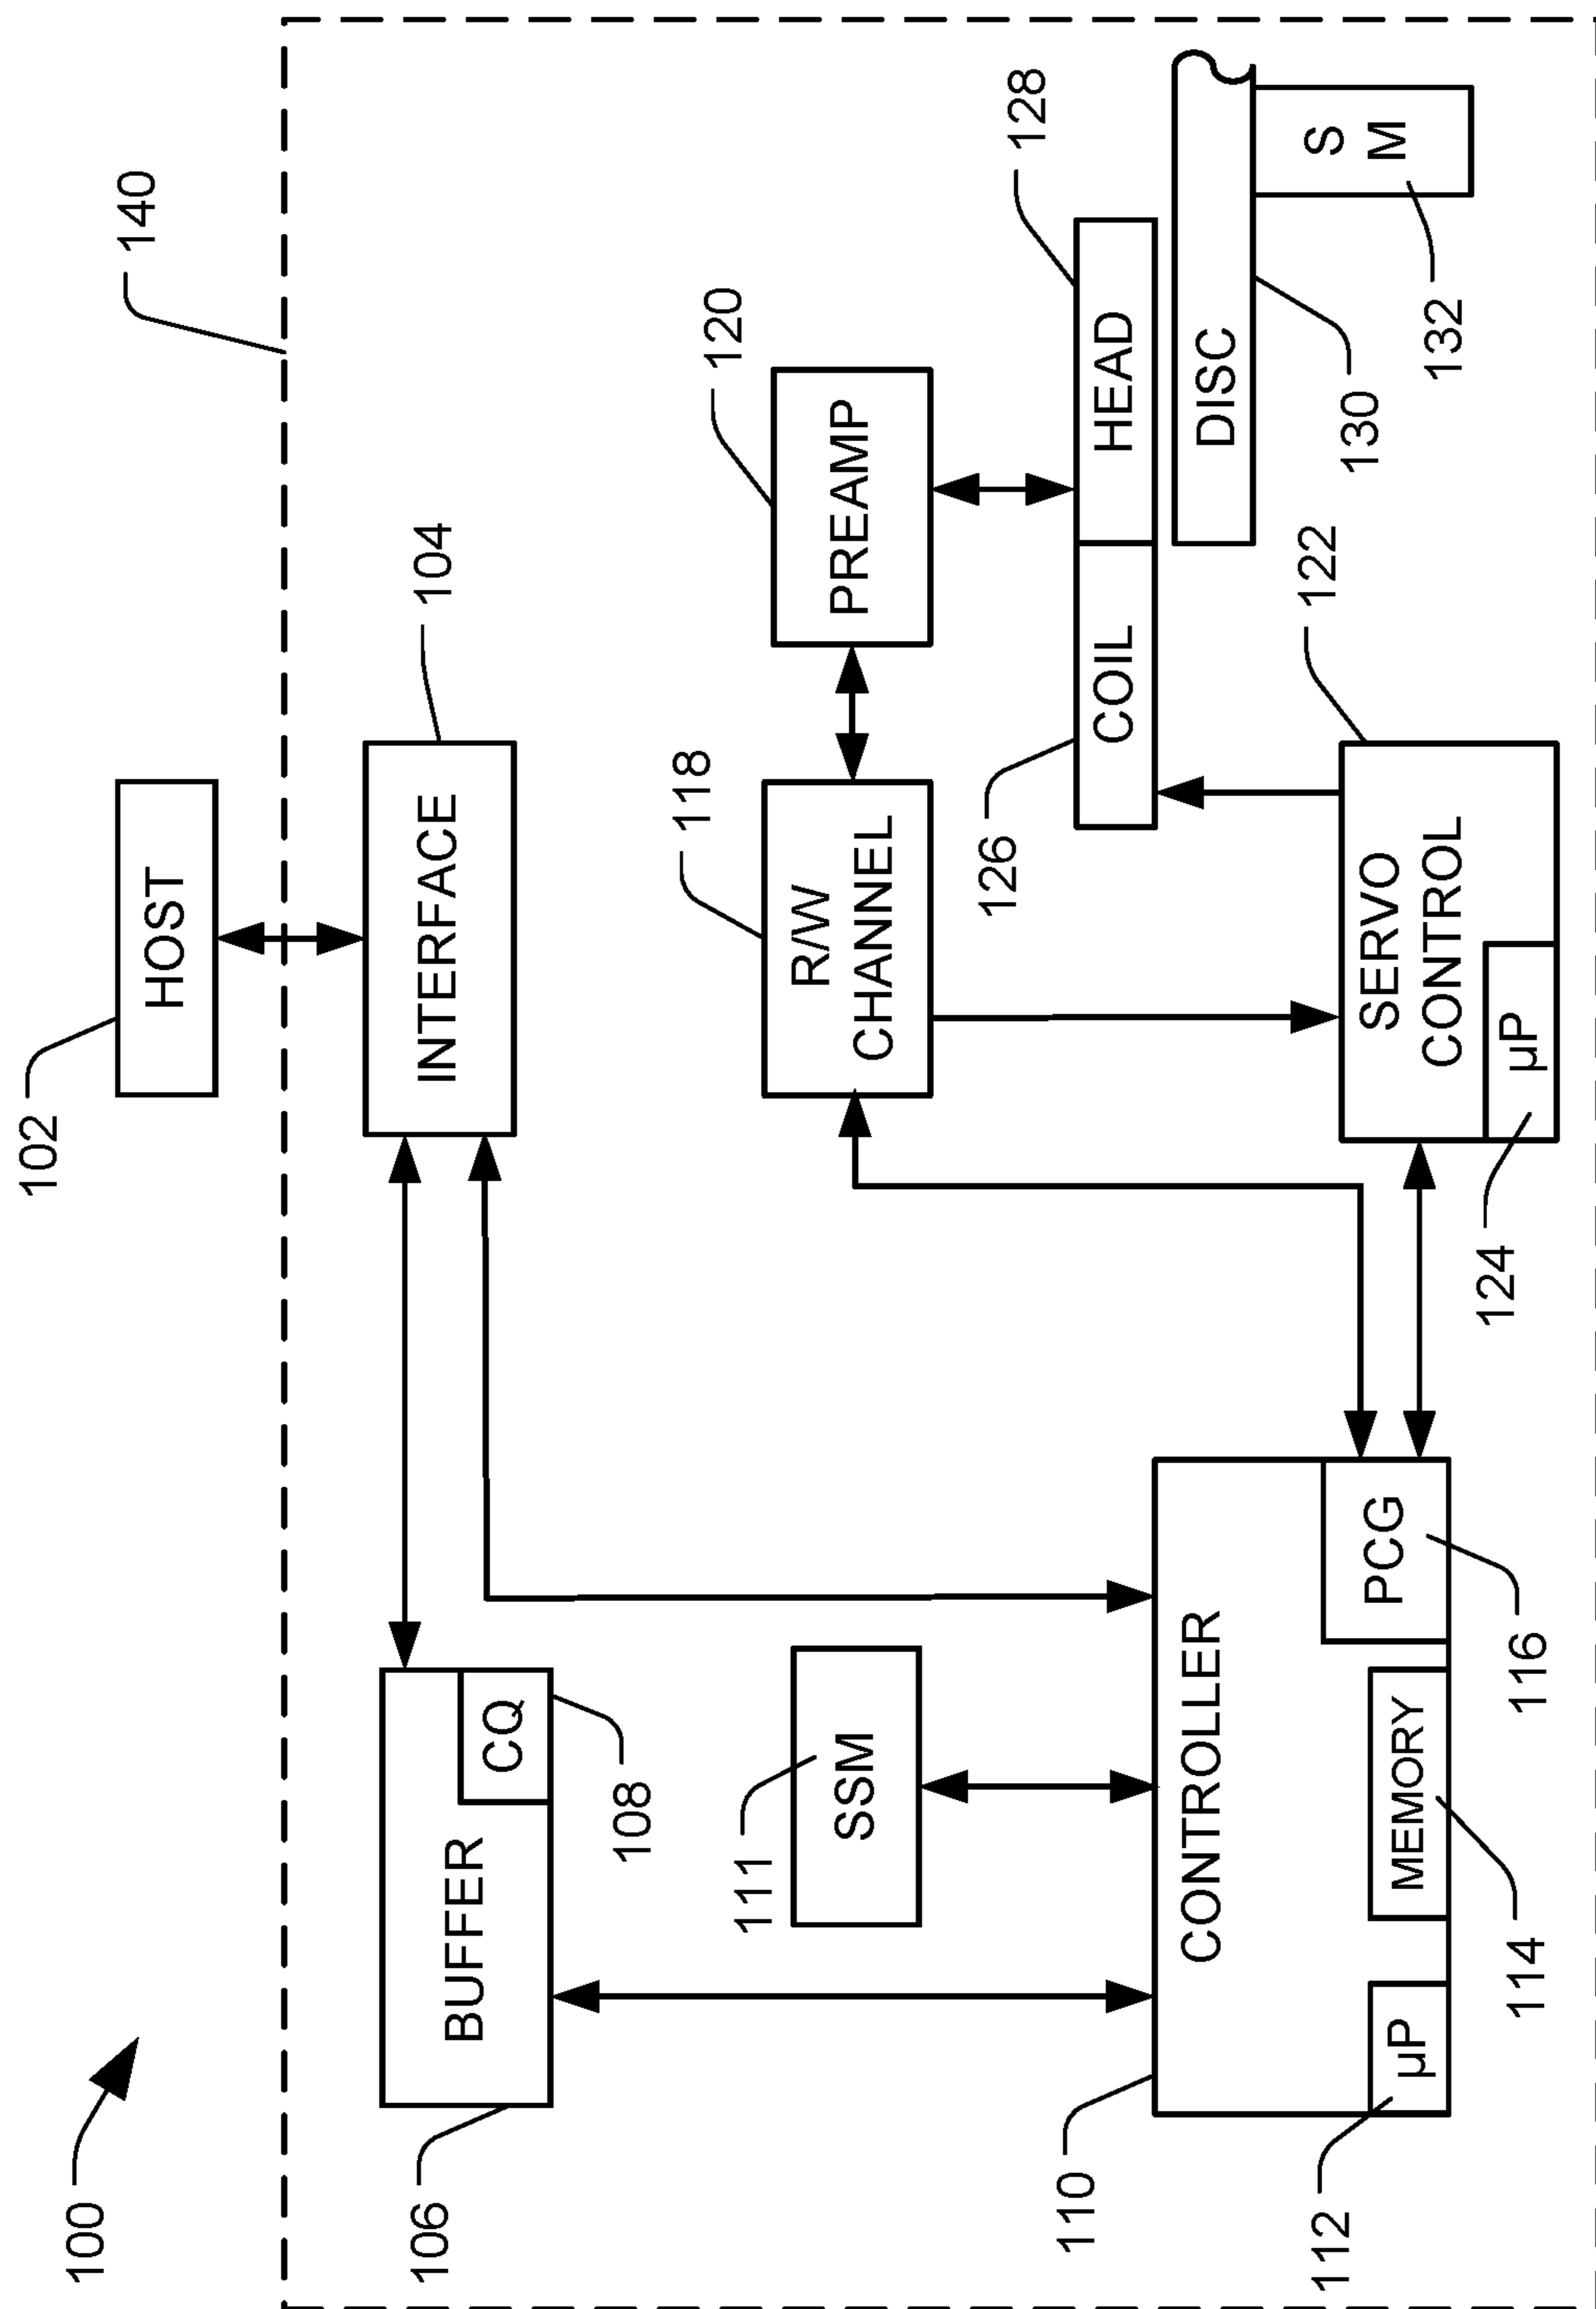 100
102
HOST
140
106
BUFFER
CQ
108
INTERFACE
104
111
SSM
118
R/W
CHANNEL
PREAMP
120
110
CONTROLLER
112
µP
114
MEMORY
116
PCG
126
COIL
HEAD
128
DISC
130
S
M
132
SERVO
CONTROL
122
124
µP